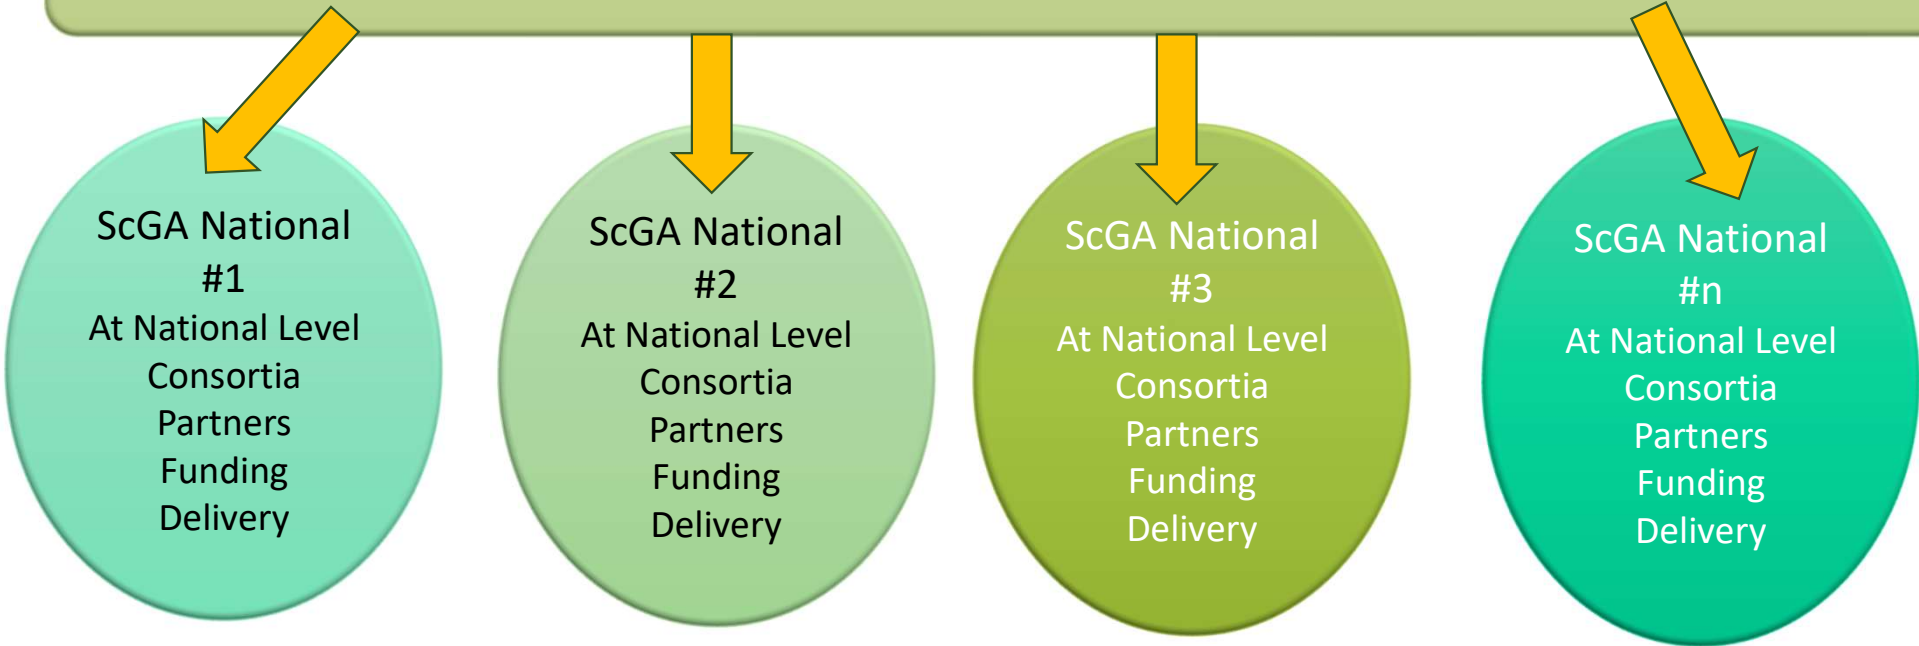 ScGA National
#1
At National Level
Consortia
Partners
Funding
Delivery
ScGA National
#2
At National Level
Consortia
Partners
Funding
Delivery
ScGA National
#3
At National Level
Consortia
Partners
Funding
Delivery
ScGA National
#n
At National Level
Consortia
Partners
Funding
Delivery